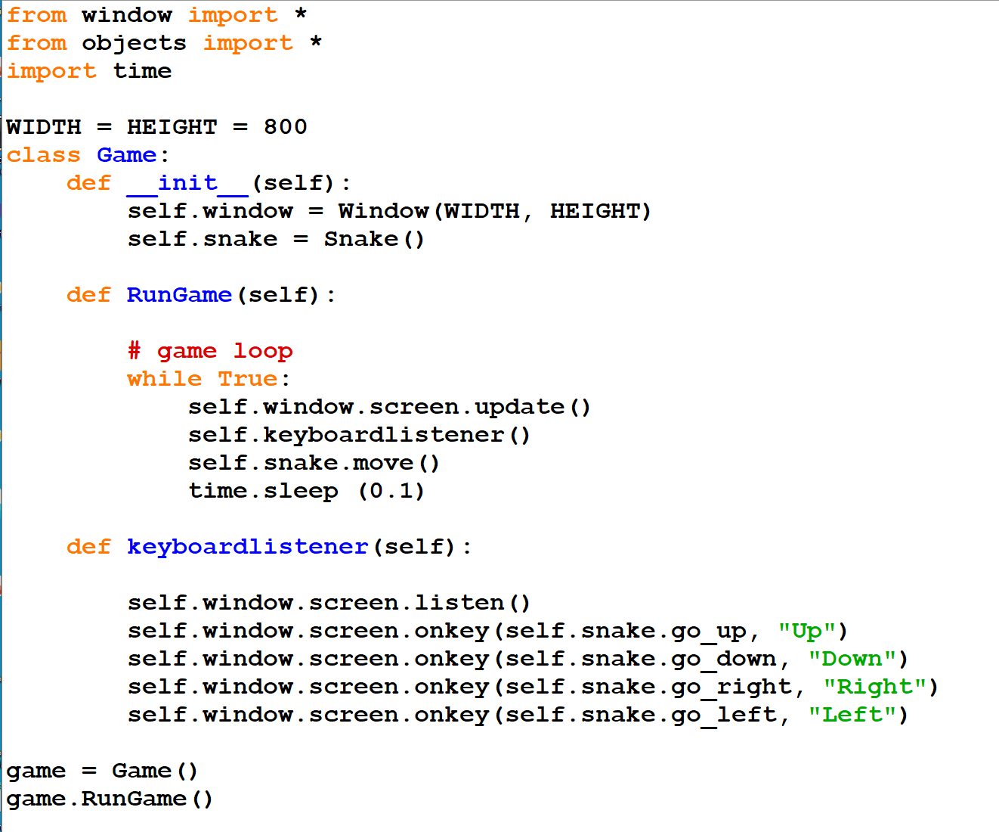 from window import *
from objects import *
import time
WIDTH = HEIGHT = 800
class Game:
    def __init__(self):
        self.window = Window(WIDTH, HEIGHT)
        self.snake = Snake()
    def RunGame(self):
        # game loop
        while True:
            self.window.screen.update()
            self.keyboardlistener()
            self.snake.move()
            time.sleep (0.1)
    def keyboardlistener(self):
        self.window.screen.listen()
        self.window.screen.onkey(self.snake.go_up, "Up")
        self.window.screen.onkey(self.snake.go_down, "Down")
        self.window.screen.onkey(self.snake.go_right, "Right")
        self.window.screen.onkey(self.snake.go_left, "Left")
game = Game()
game.RunGame()